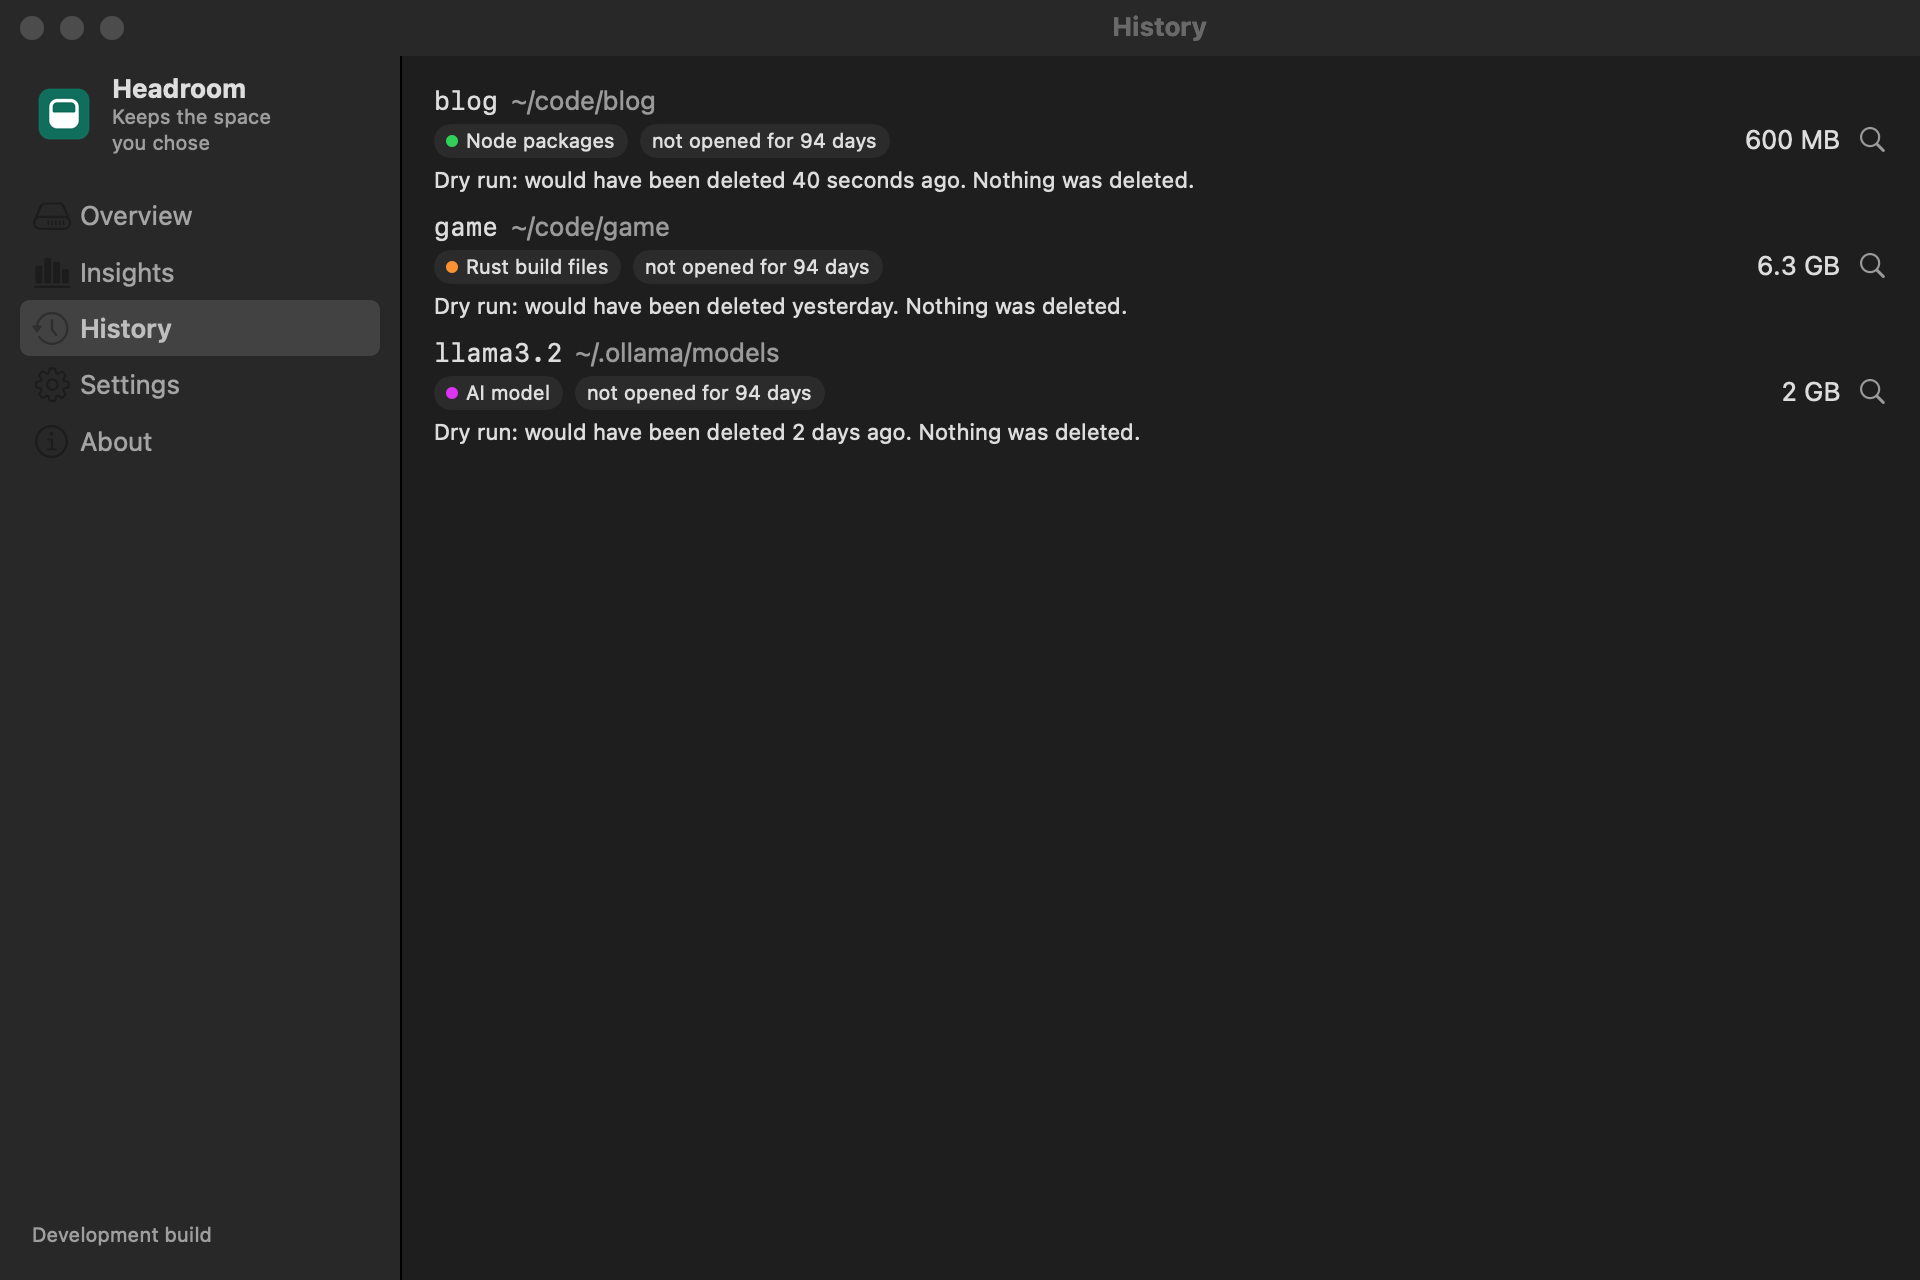 History
Headroom
Keeps the space
you chose
Overview
Insights
History
Settings
About
Development build
blog ~/code/blog
Node packages not opened for 94 days
600 MB
Dry run: would have been deleted 40 seconds ago. Nothing was deleted.
game ~/code/game
Rust build files not opened for 94 days
6.3 GB
Dry run: would have been deleted yesterday. Nothing was deleted.
llama3.2 ~/.ollama/models
AI model not opened for 94 days
2 GB
Dry run: would have been deleted 2 days ago. Nothing was deleted.